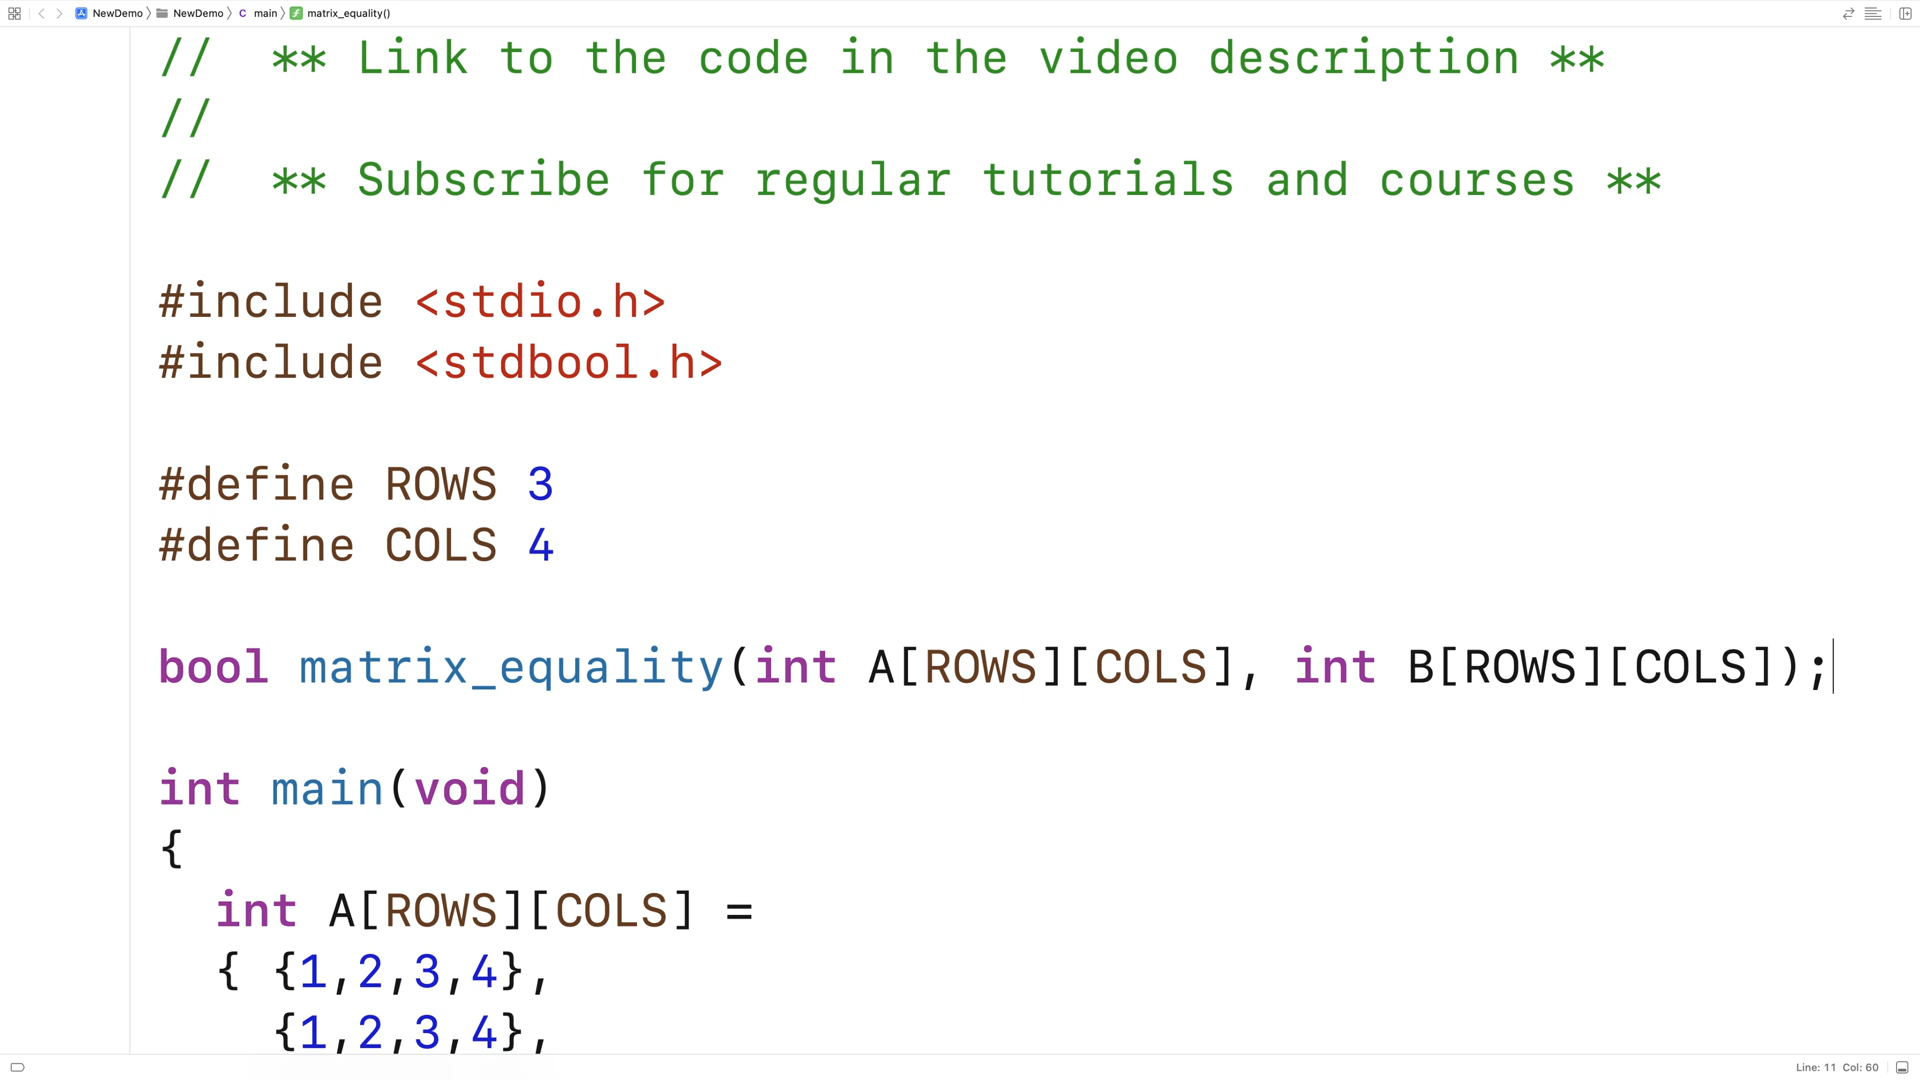 NewDemo NewDemo C main f matrix_equality()
// ** Link to the code in the video description **
//
// ** Subscribe for regular tutorials and courses **
#include <stdio.h>
#include <stdbool.h>
#define ROWS 3
#define COLS 4
bool matrix_equality(int A[ROWS][COLS], int B[ROWS][COLS]);
int main(void)
{
int A[ROWS][COLS] =
{ {1,2,3,4},
{1,2,3,4},
Line: 11 Col: 60